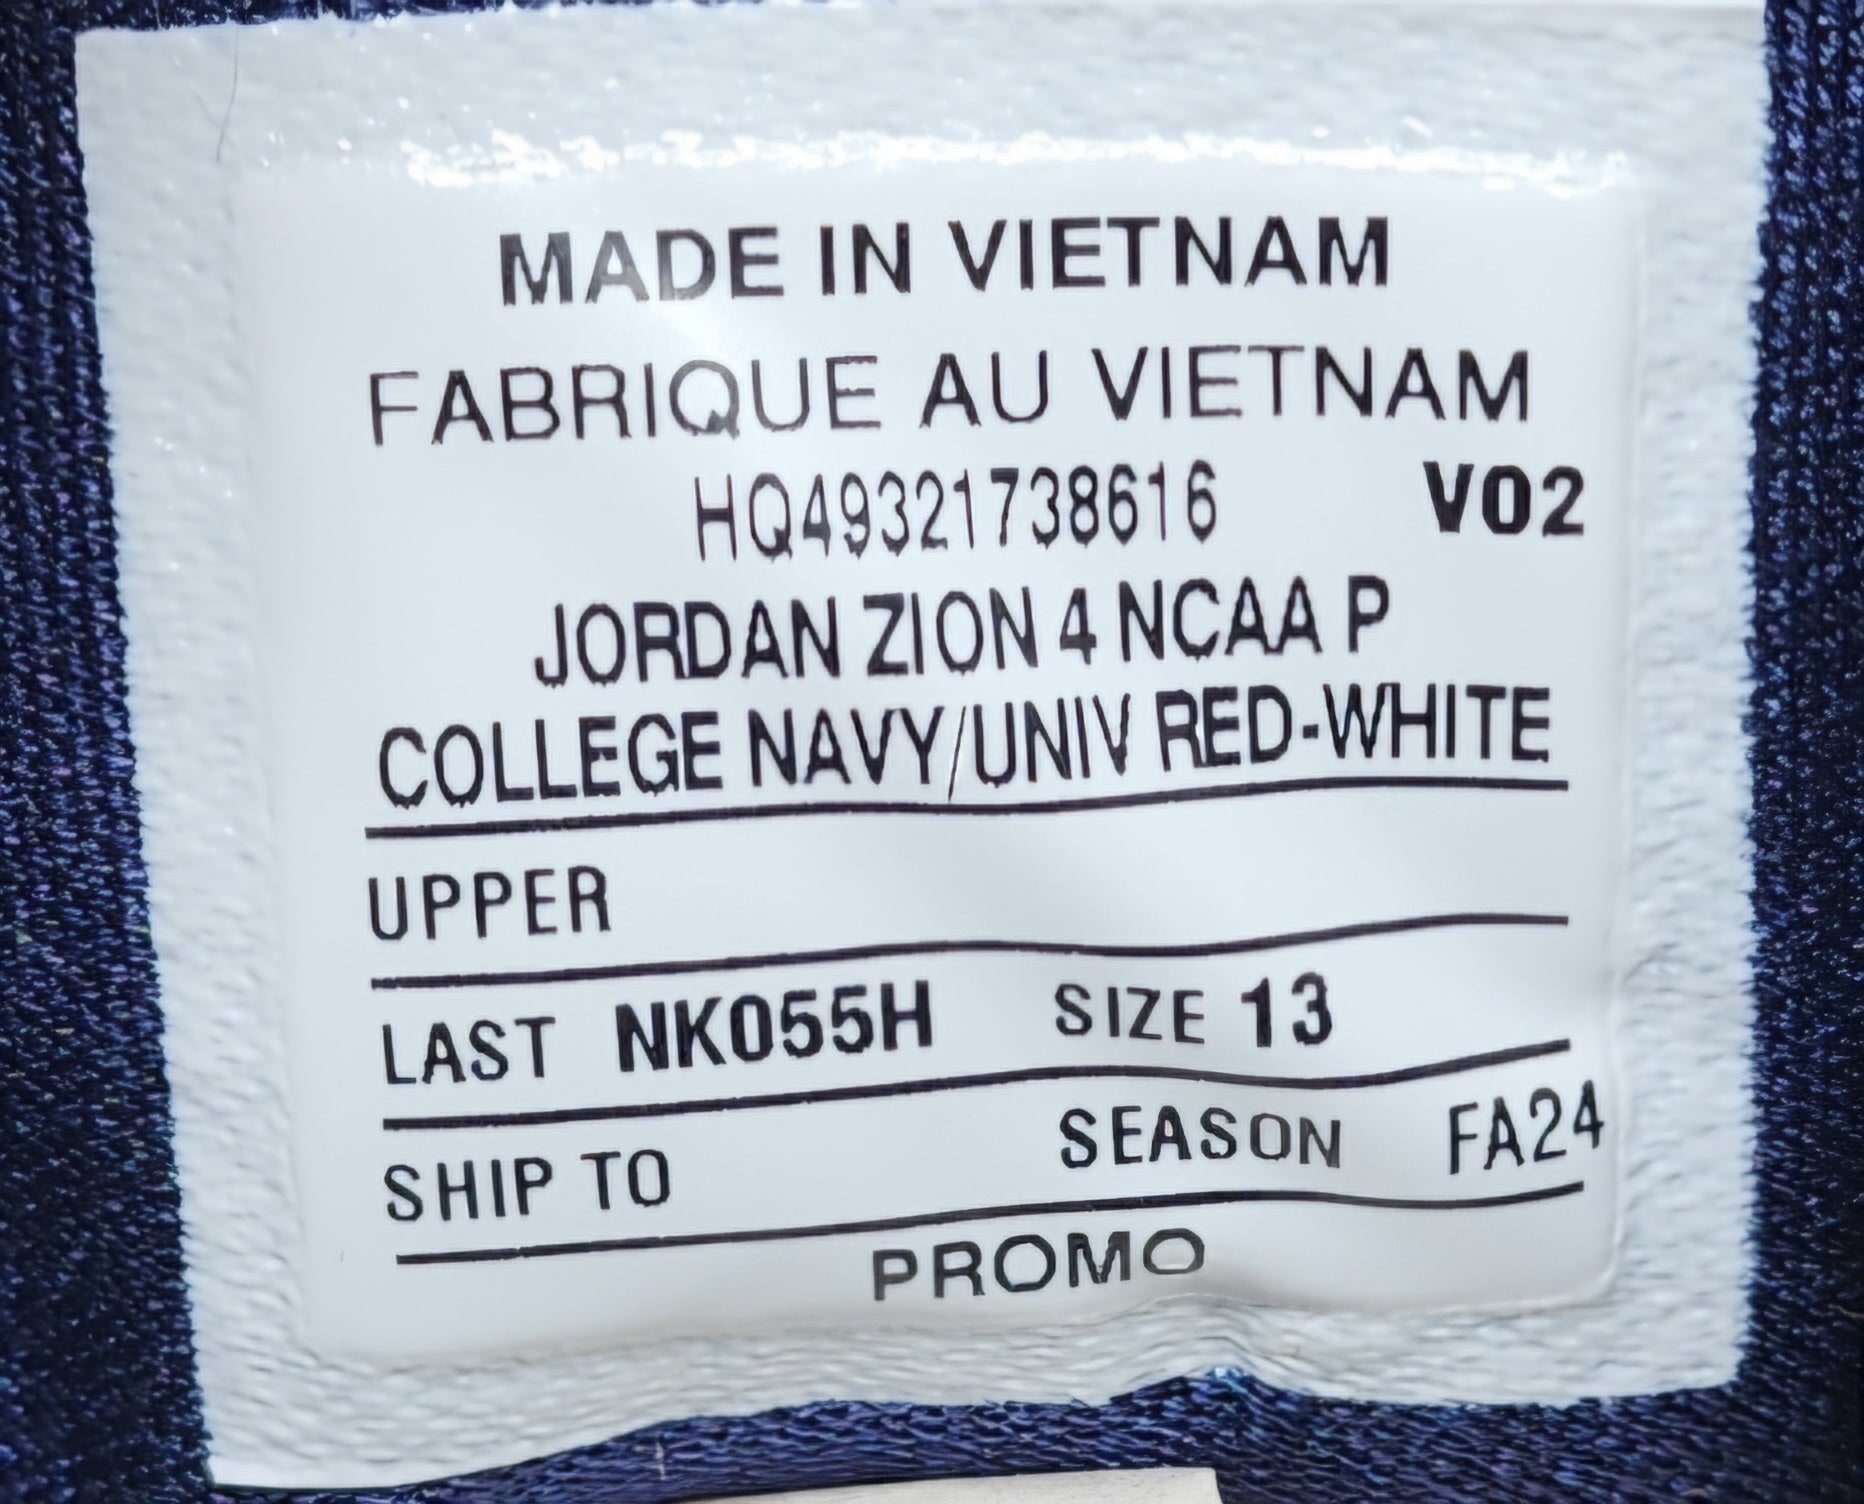 MADE IN VIETNAM
FABRIQUE AU VIETNAM
HQ49321738616 V02
JORDAN ZION 4 NCAA P
COLLEGE NAVY/UNIV RED-WHITE
UPPER
LAST NK055H SIZE 13
SHIP TO SEASON FA24
PROMO